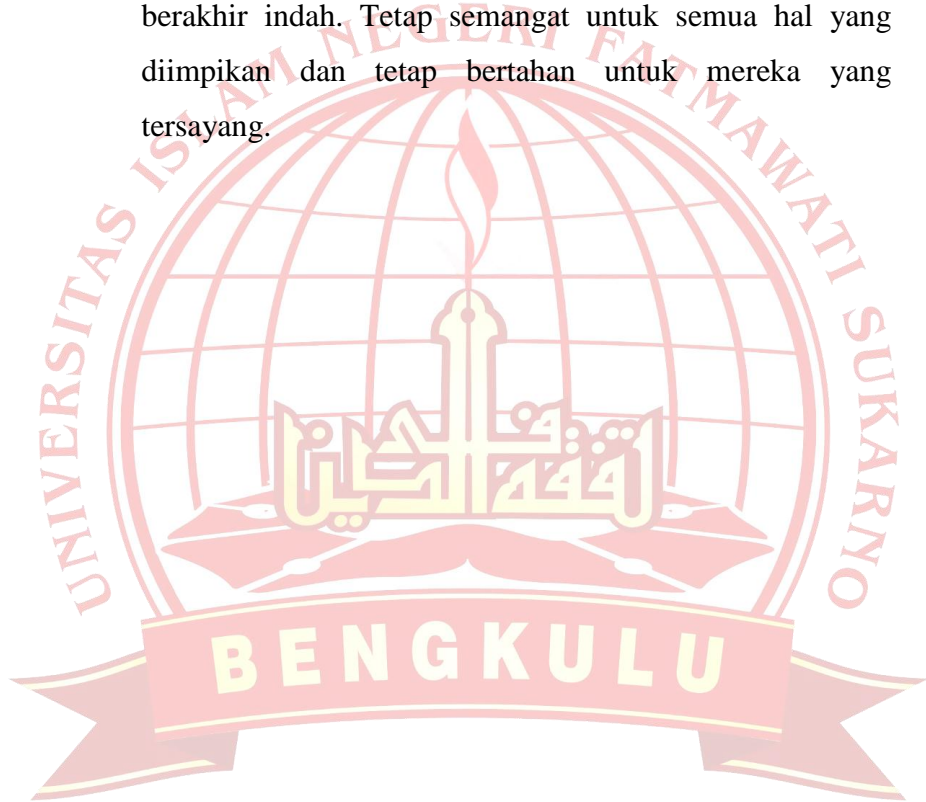 berakhir indah. Tetap semangat untuk semua hal yang
diimpikan dan tetap bertahan untuk mereka yang
tersayang.
UNIVERSITAS ISLAM NEGERI FATMAWATI SUKARNO
BENGKULU